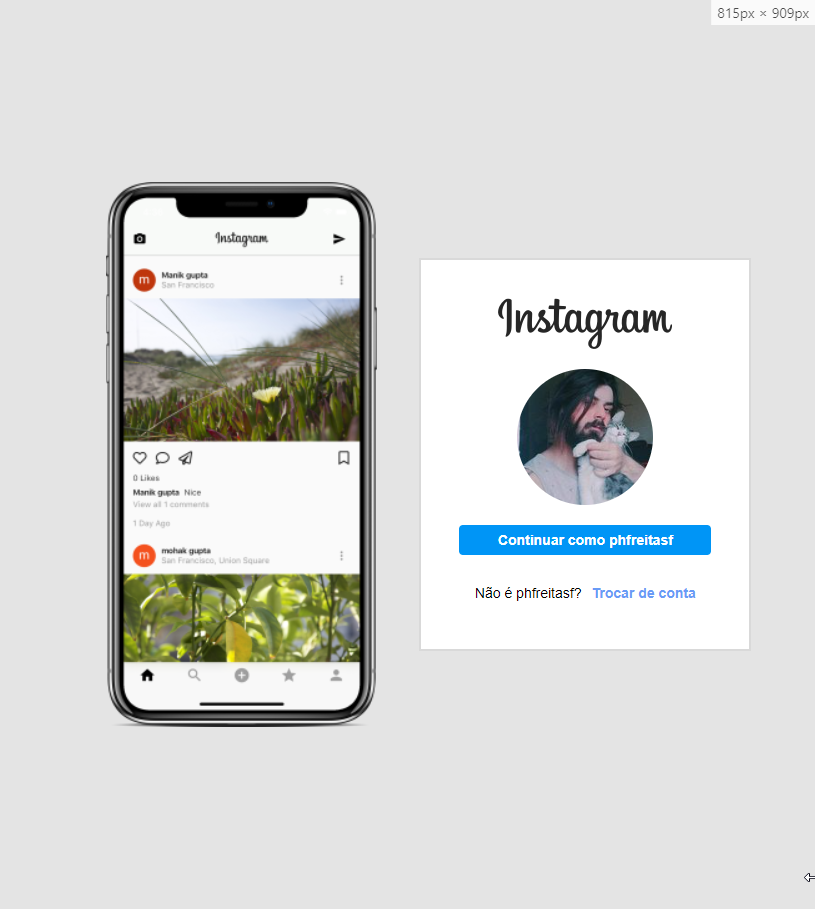 815px × 909px
Instagram
m
Manik gupta
San Francisco
0 Likes
Manik gupta Nice
View all 1 comments
1 Day Ago
m
mohak gupta
San Francisco, Union Square
Instagram
Continuar como phfreitasf
Não é phfreitasf? Trocar de conta